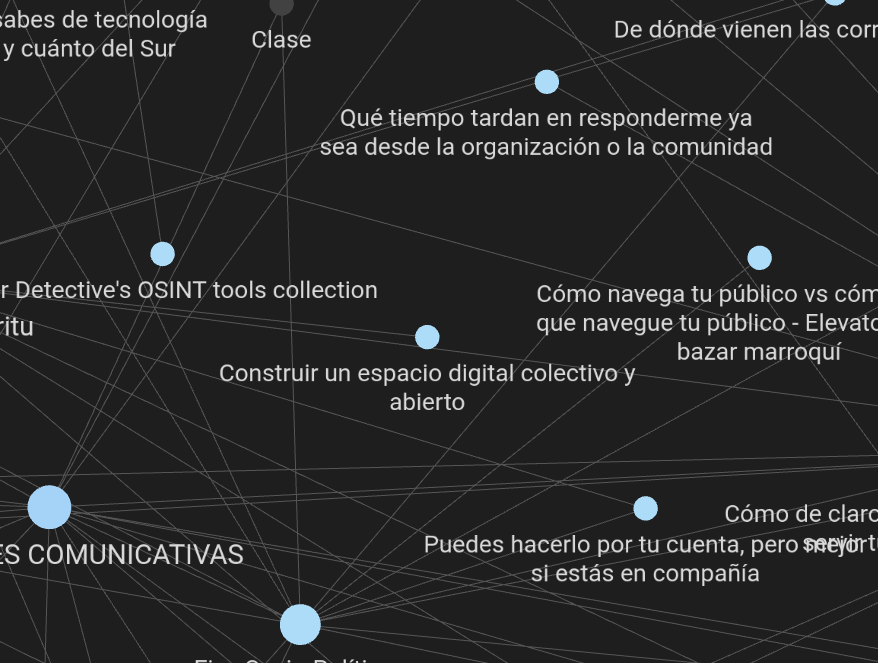 sabes de tecnología
y cuánto del Sur
Clase
De dónde vienen las corr
Qué tiempo tardan en responderme ya
sea desde la organización o la comunidad
r Detective's OSINT tools collection
ritu
Cómo navega tu público vs cóm
que navegue tu público - Elevato
bazar marroquí
Construir un espacio digital colectivo y
abierto
Cómo de claro
servir tu
Puedes hacerlo por tu cuenta, pero mejor
si estás en compañía
ES COMUNICATIVAS